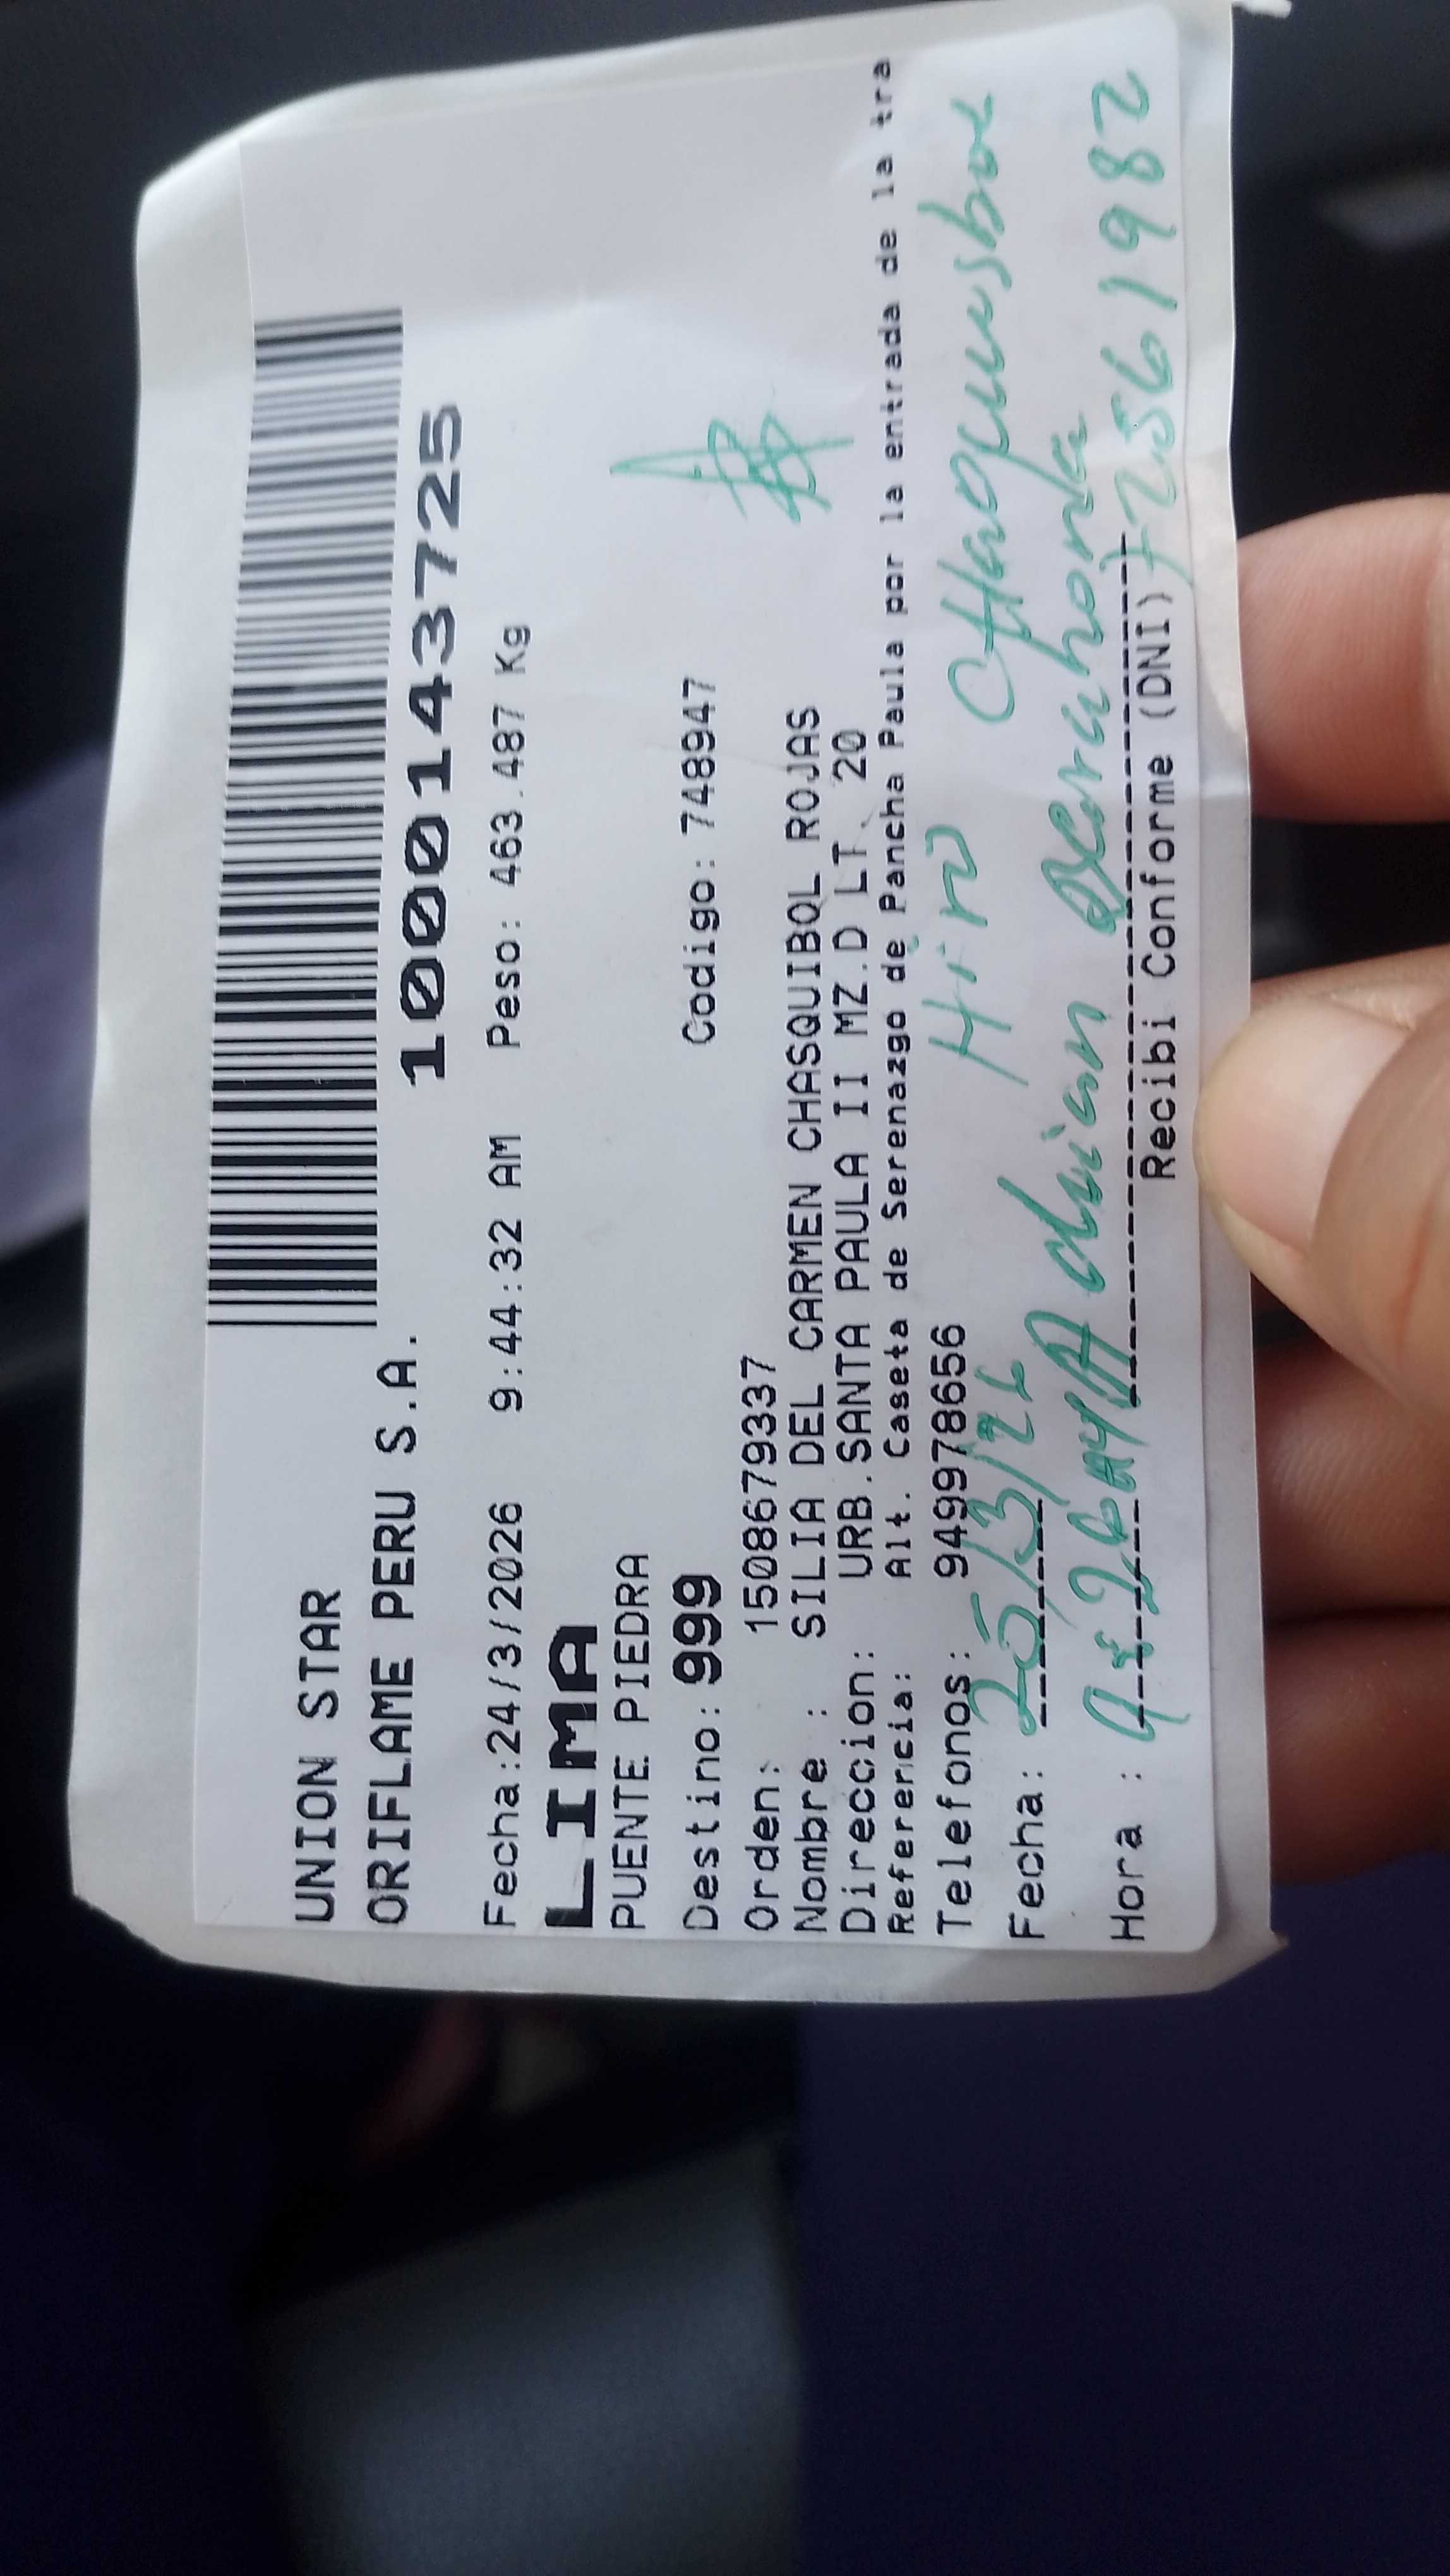 UNION STAR
ORIFLAME PERU S.A.
1000143725
Fecha:24/3/2026 9:44:32 AM Peso: 463.487 Kg
LIMA
PUENTE PIEDRA
Destino: 999 Codigo: 748947
Orden: 1508679337
Nombre : SILIA DEL CARMEN CHASQUIBOL ROJAS
Direccion: URB.SANTA PAULA II MZ.D LT. 20
Referencia: Alt. Caseta de Serenazgo de Pancha Paula por la entrada de la tra
Telefonos: 949978656
Fecha: 25/3/26
Hora :
Recibi Conforme (DNI) 72561982